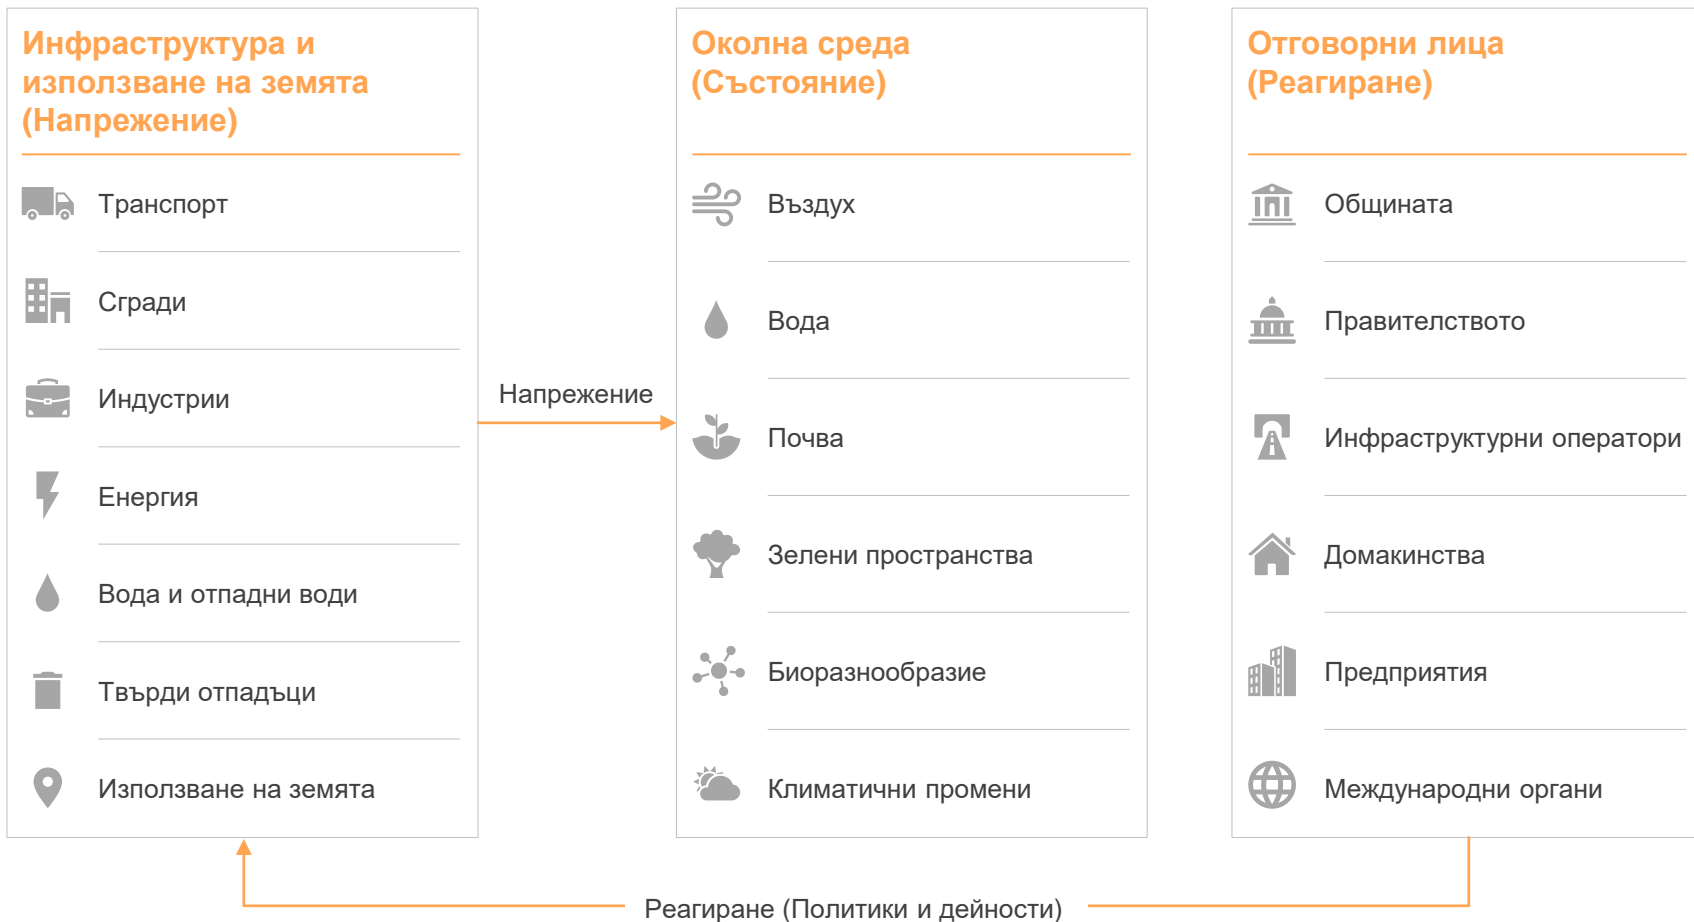 Инфраструктура и
използване на земята
(Напрежение)
Транспорт
Сгради
Индустрии
Енергия
Вода и отпадни води
Твърди отпадъци
Използване на земята
Напрежение
Околна среда
(Състояние)
Въздух
Вода
Почва
Зелени пространства
Биоразнообразие
Климатични промени
Отговорни лица
(Реагиране)
Общината
Правителството
Инфраструктурни оператори
Домакинства
Предприятия
Международни органи
Реагиране (Политики и дейности)